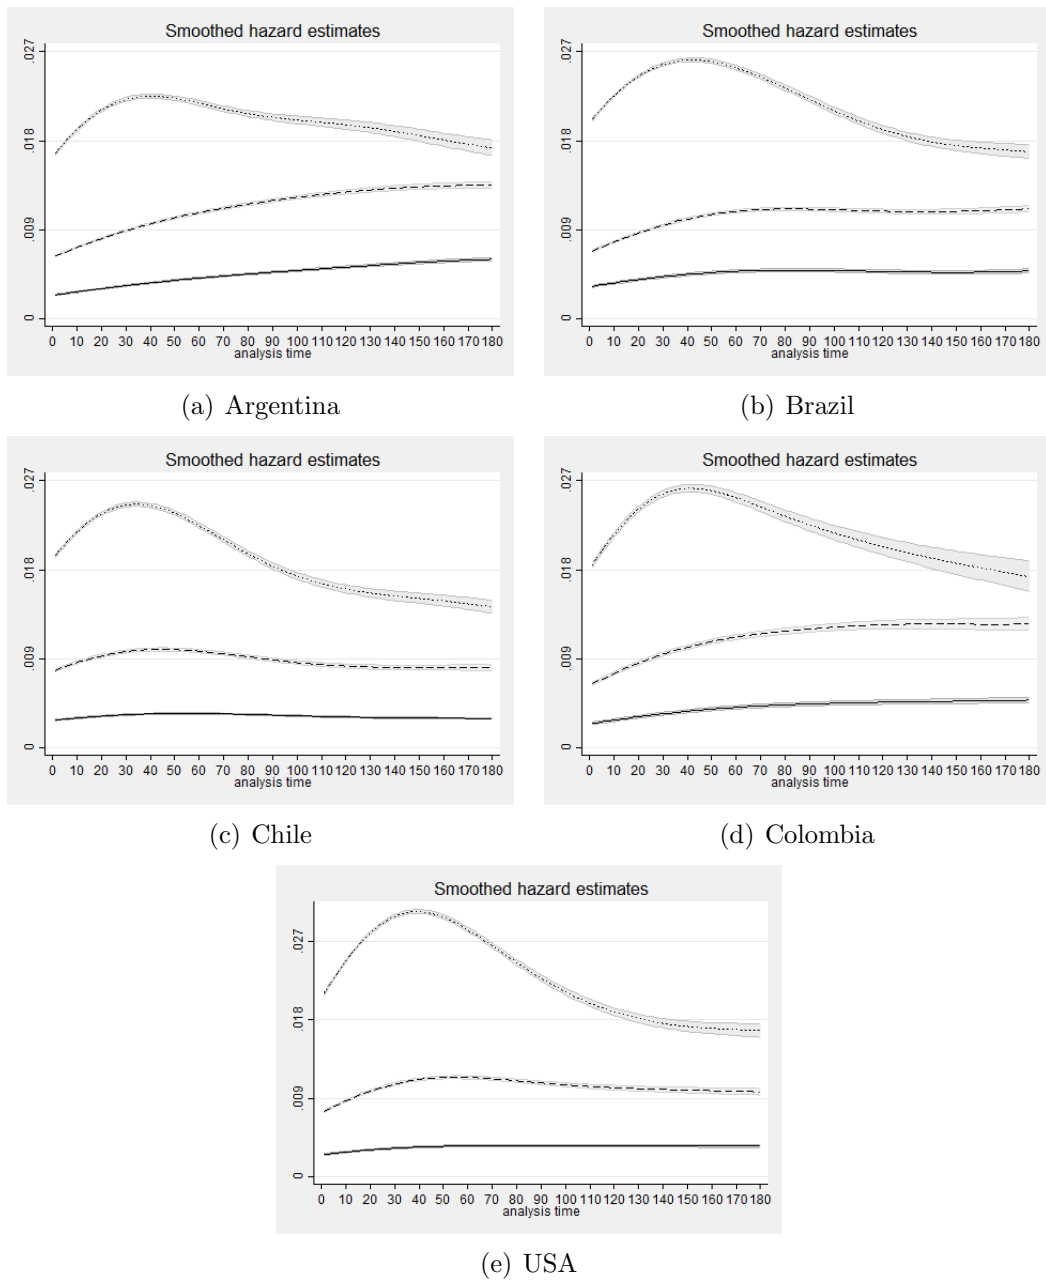 Smoothed hazard estimates
.027
.018
.009
0
0 10 20 30 40 50 60 70 80 90 100 110 120 130 140 150 160 170 180
analysis time
(a) Argentina
Smoothed hazard estimates
.027
.018
.009
0
0 10 20 30 40 50 60 70 80 90 100 110 120 130 140 150 160 170 180
analysis time
(b) Brazil
Smoothed hazard estimates
.027
.018
.009
0
0 10 20 30 40 50 60 70 80 90 100 110 120 130 140 150 160 170 180
analysis time
(c) Chile
Smoothed hazard estimates
.027
.018
.009
0
0 10 20 30 40 50 60 70 80 90 100 110 120 130 140 150 160 170 180
analysis time
(d) Colombia
Smoothed hazard estimates
.027
.018
.009
0
0 10 20 30 40 50 60 70 80 90 100 110 120 130 140 150 160 170 180
analysis time
(e) USA